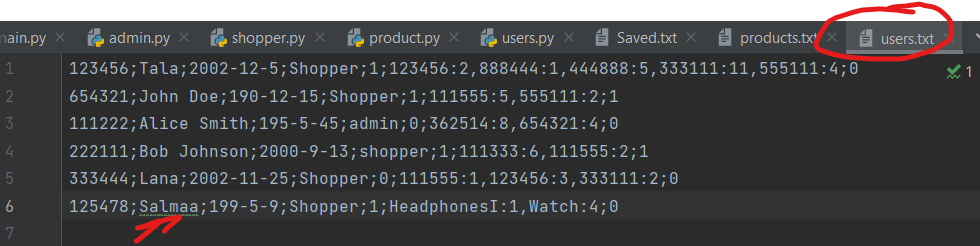 main.py admin.py shopper.py product.py users.py Saved.txt products.txt users.txt
1 123456;Tala;2002-12-5;Shopper;1;123456:2,888444:1,444888:5,333111:11,555111:4;0 1
2 654321;John Doe;190-12-15;Shopper;1;111555:5,555111:2;1
3 111222;Alice Smith;195-5-45;admin;0;362514:8,654321:4;0
4 222111;Bob Johnson;2000-9-13;shopper;1;111333:6,111555:2;1
5 333444;Lana;2002-11-25;Shopper;0;111555:1,123456:3,333111:2;0
6 125478;Salmaa;199-5-9;Shopper;1;HeadphonesI:1,Watch:4;0
7